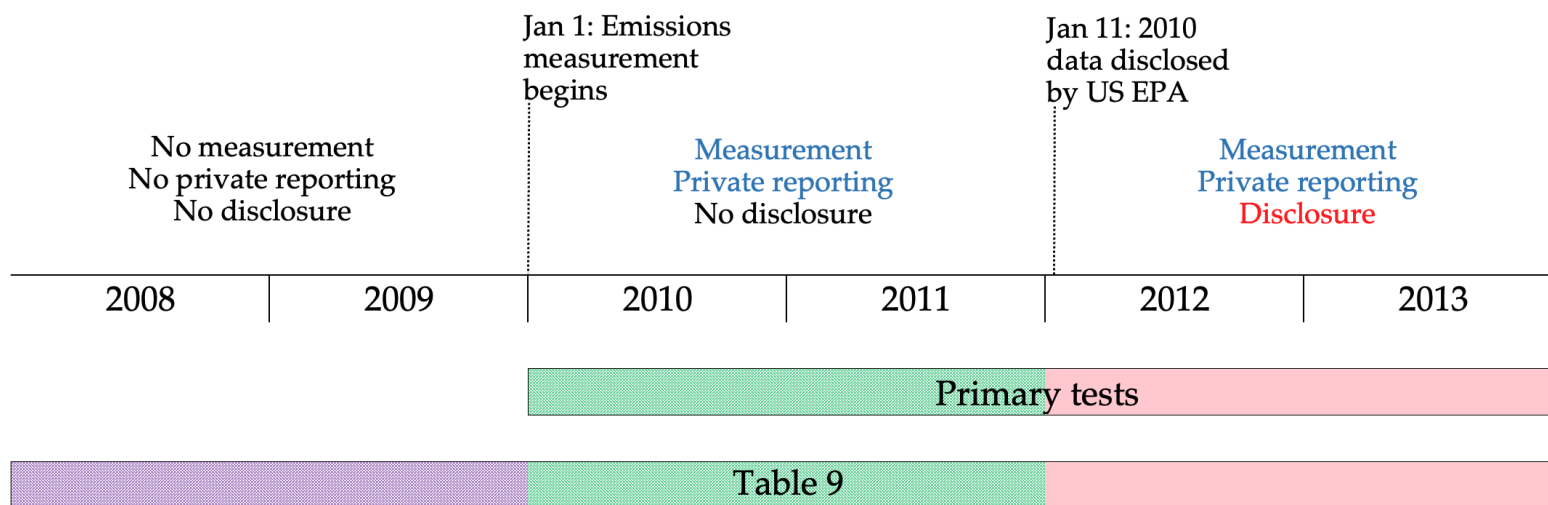 Jan 1: Emissions
measurement
begins
Jan 11: 2010
data disclosed
by US EPA
No measurement
No private reporting
No disclosure
Measurement
Private reporting
No disclosure
Measurement
Private reporting
Disclosure
2008 2009 2010 2011 2012 2013
Primary tests
Table 9